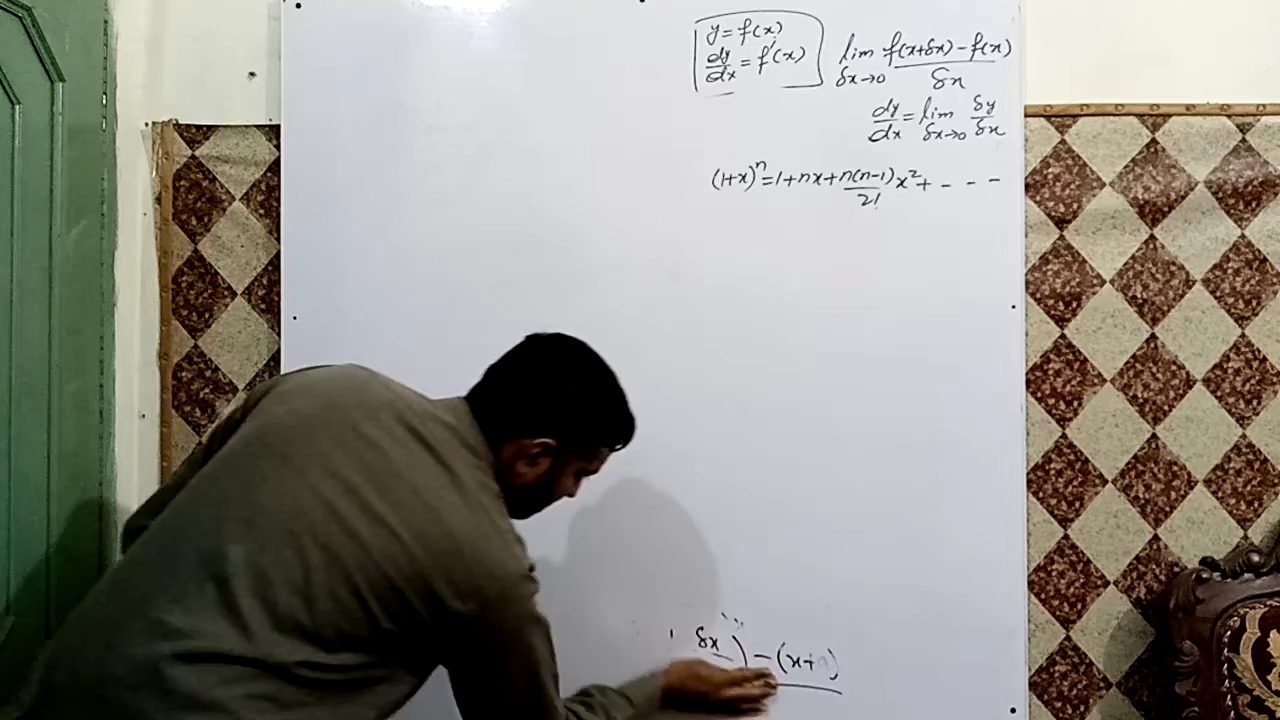 y = f(x)
dy/dx = f'(x)
lim δx→0 f(x+δx) - f(x) / δx
dy/dx = lim δx→0 δy/δx
(1+x)^n = 1 + nx + n(n-1)/2! x² + - - -
δx ) - (x+